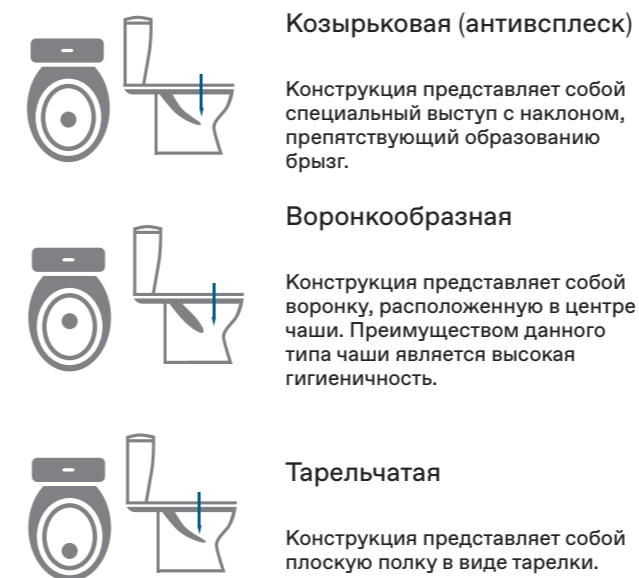 Козырьковая (антивсплеск)
Конструкция представляет собой
специальный выступ с наклоном,
препятствующий образованию
брызг.
Воронкообразная
Конструкция представляет собой
воронку, расположенную в центре
чаши. Преимуществом данного
типа чаши является высокая
гигиеничность.
Тарельчатая
Конструкция представляет собой
плоскую полку в виде тарелки.